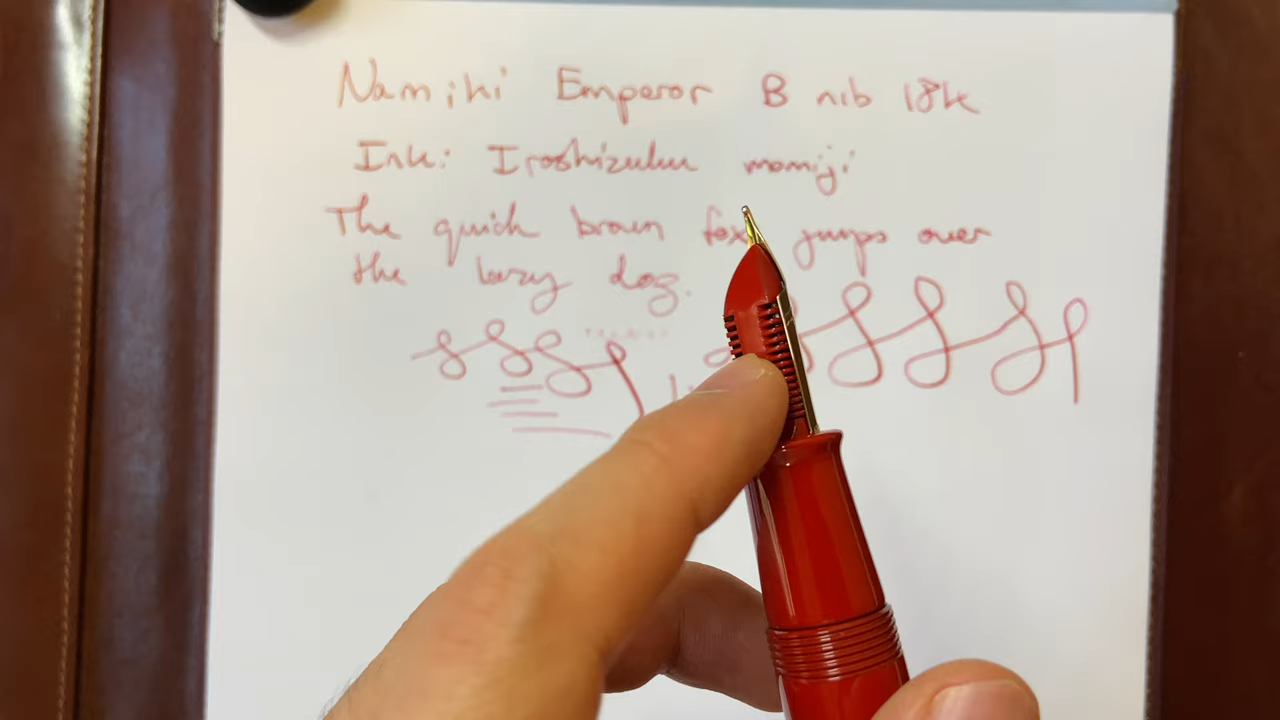 Namiki Emperor B nib 18k
Ink: Iroshizuku momiji
The quick brown fox jumps over
the lazy dog.